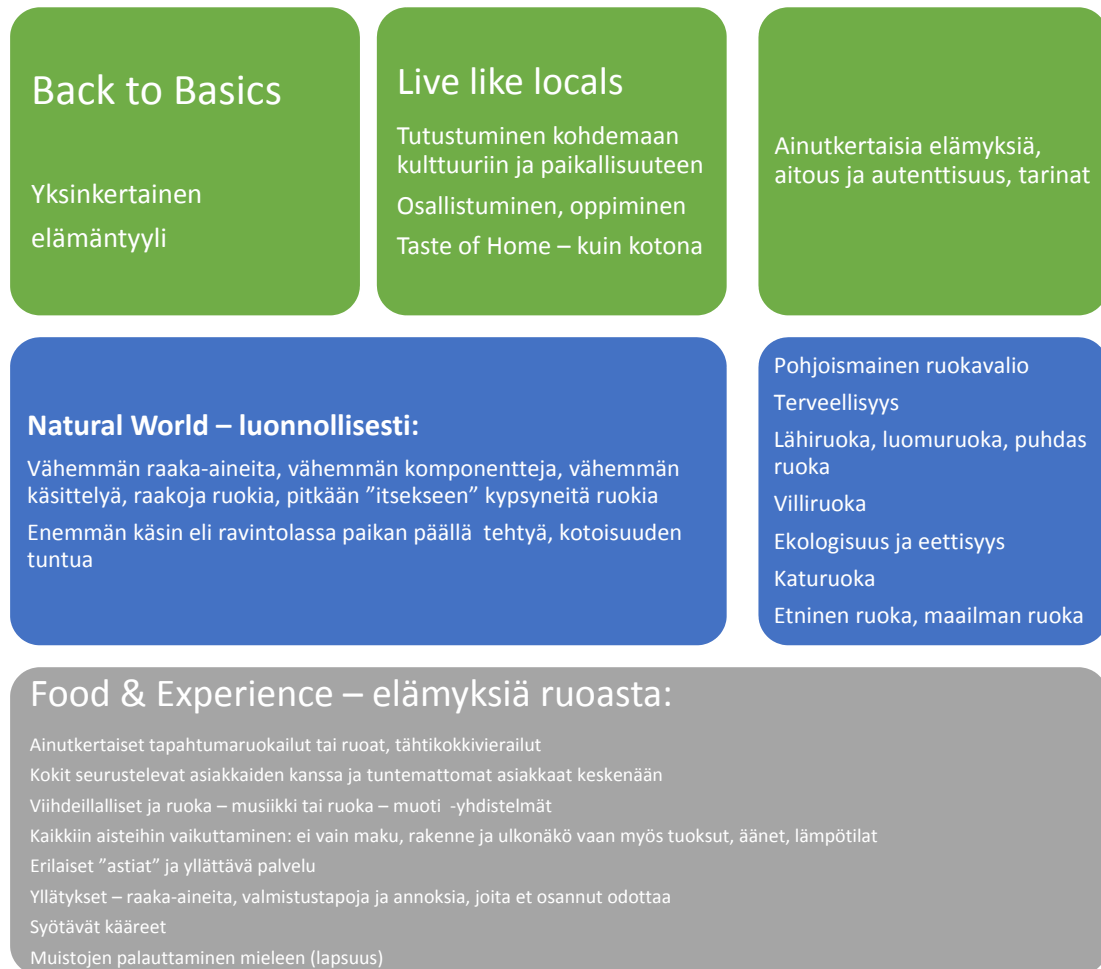 Back to Basics
Yksinkertainen
elämäntyyli
Live like locals
Tutustuminen kohdemaan
kulttuuriin ja paikallisuuteen
Osallistuminen, oppiminen
Taste of Home – kuin kotona
Ainutkertaisia elämyksiä,
aitous ja autenttisuus, tarinat
Natural World – luonnollisesti:
Vähemmän raaka-aineita, vähemmän komponentteja, vähemmän
käsittelyä, raakoja ruokia, pitkään ”itsekseen” kypsyneitä ruokia
Enemmän käsin eli ravintolassa paikan päällä  tehtyä, kotoisuuden
tuntua
Pohjoismainen ruokavalio
Terveellisyys
Lähiruoka, luomuruoka, puhdas
ruoka
Villiruoka
Ekologisuus ja eettisyys
Katuruoka
Etninen ruoka, maailman ruoka
Food & Experience – elämyksiä ruoasta:
Ainutkertaiset tapahtumaruokailut tai ruoat, tähtikokkivierailut
Kokit seurustelevat asiakkaiden kanssa ja tuntemattomat asiakkaat keskenään
Viihdeillalliset ja ruoka – musiikki tai ruoka – muoti  -yhdistelmät
Kaikkiin aisteihin vaikuttaminen: ei vain maku, rakenne ja ulkonäkö vaan myös tuoksut, äänet, lämpötilat
Erilaiset ”astiat” ja yllättävä palvelu
Yllätykset – raaka-aineita, valmistustapoja ja annoksia, joita et osannut odottaa
Syötävät kääreet
Muistojen palauttaminen mieleen (lapsuus)